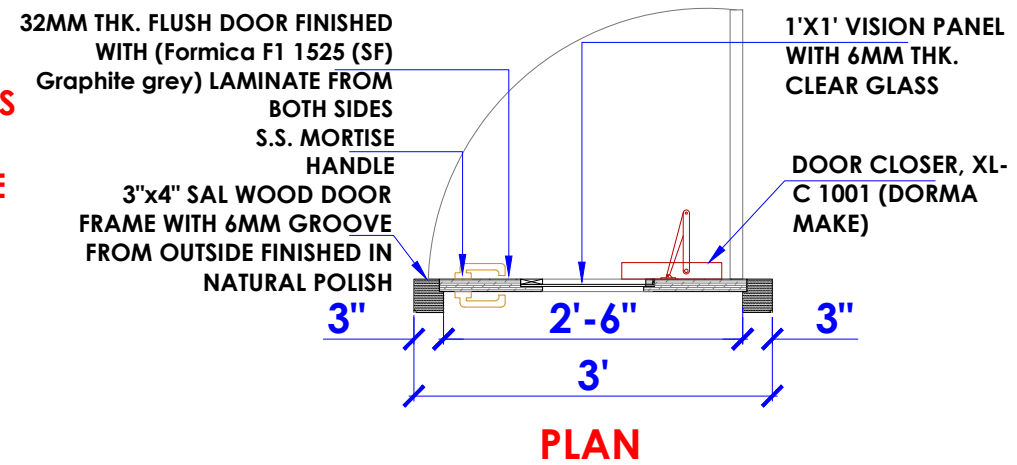 32MM THK. FLUSH DOOR FINISHED
WITH (Formica F1 1525 (SF)
Graphite grey) LAMINATE FROM
BOTH SIDES
S.S. MORTISE
HANDLE
3"x4" SAL WOOD DOOR
FRAME WITH 6MM GROOVE
FROM OUTSIDE FINISHED IN
NATURAL POLISH
S
E
1'X1' VISION PANEL
WITH 6MM THK.
CLEAR GLASS
DOOR CLOSER, XL-
C 1001 (DORMA
MAKE)
3"
2'-6"
3"
3'
PLAN